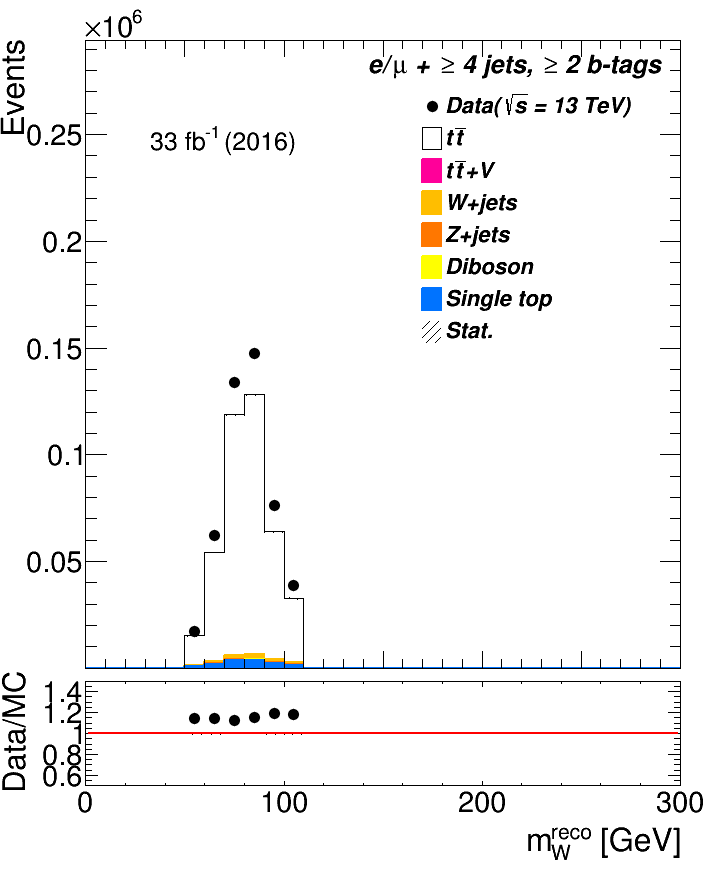 ×10⁶
Events
e/μ + ≥ 4 jets, ≥ 2 b-tags
Data(√s = 13 TeV)
33 fb⁻¹ (2016)
tt̅
tt̅+V
W+jets
Z+jets
Diboson
Single top
Stat.
0.25
0.2
0.15
0.1
0.05
Data/MC
1.4
1.2
1
0.8
0.6
0 100 200 300
m_W^reco [GeV]